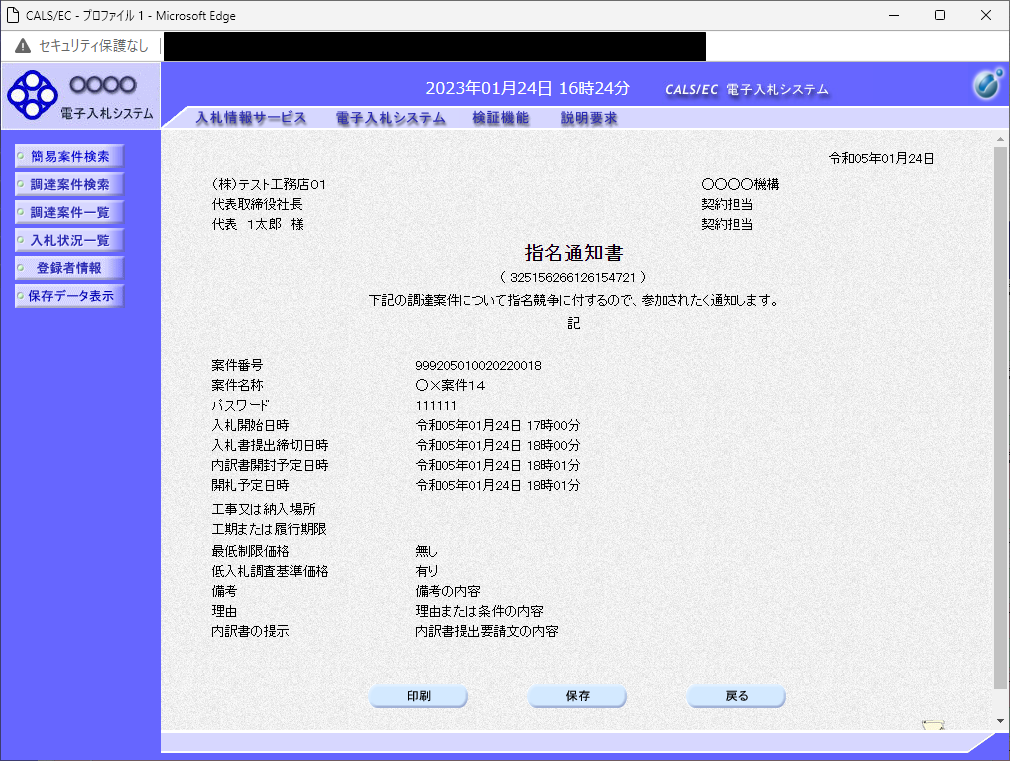 CALS/EC - プロファイル 1 - Microsoft Edge
セキュリティ保護なし
〇〇〇〇
電子入札システム
2023年01月24日 16時24分
CALS/EC 電子入札システム
入札情報サービス 電子入札システム 検証機能 説明要求
簡易案件検索
調達案件検索
調達案件一覧
入札状況一覧
登録者情報
保存データ表示
令和05年01月24日
(株)テスト工務店01
代表取締役社長
代表 1太郎 様
〇〇〇〇機構
契約担当
契約担当
指名通知書
( 325156266126154721 )
下記の調達案件について指名競争に付するので、参加されたく通知します。
記
案件番号 999205010020220018
案件名称 〇×案件14
パスワード 111111
入札開始日時 令和05年01月24日 17時00分
入札書提出締切日時 令和05年01月24日 18時00分
内訳書開封予定日時 令和05年01月24日 18時01分
開札予定日時 令和05年01月24日 18時01分
工事又は納入場所
工期または履行期限
最低制限価格 無し
低入札調査基準価格 有り
備考 備考の内容
理由 理由または条件の内容
内訳書の提示 内訳書提出要請文の内容
印刷 保存 戻る